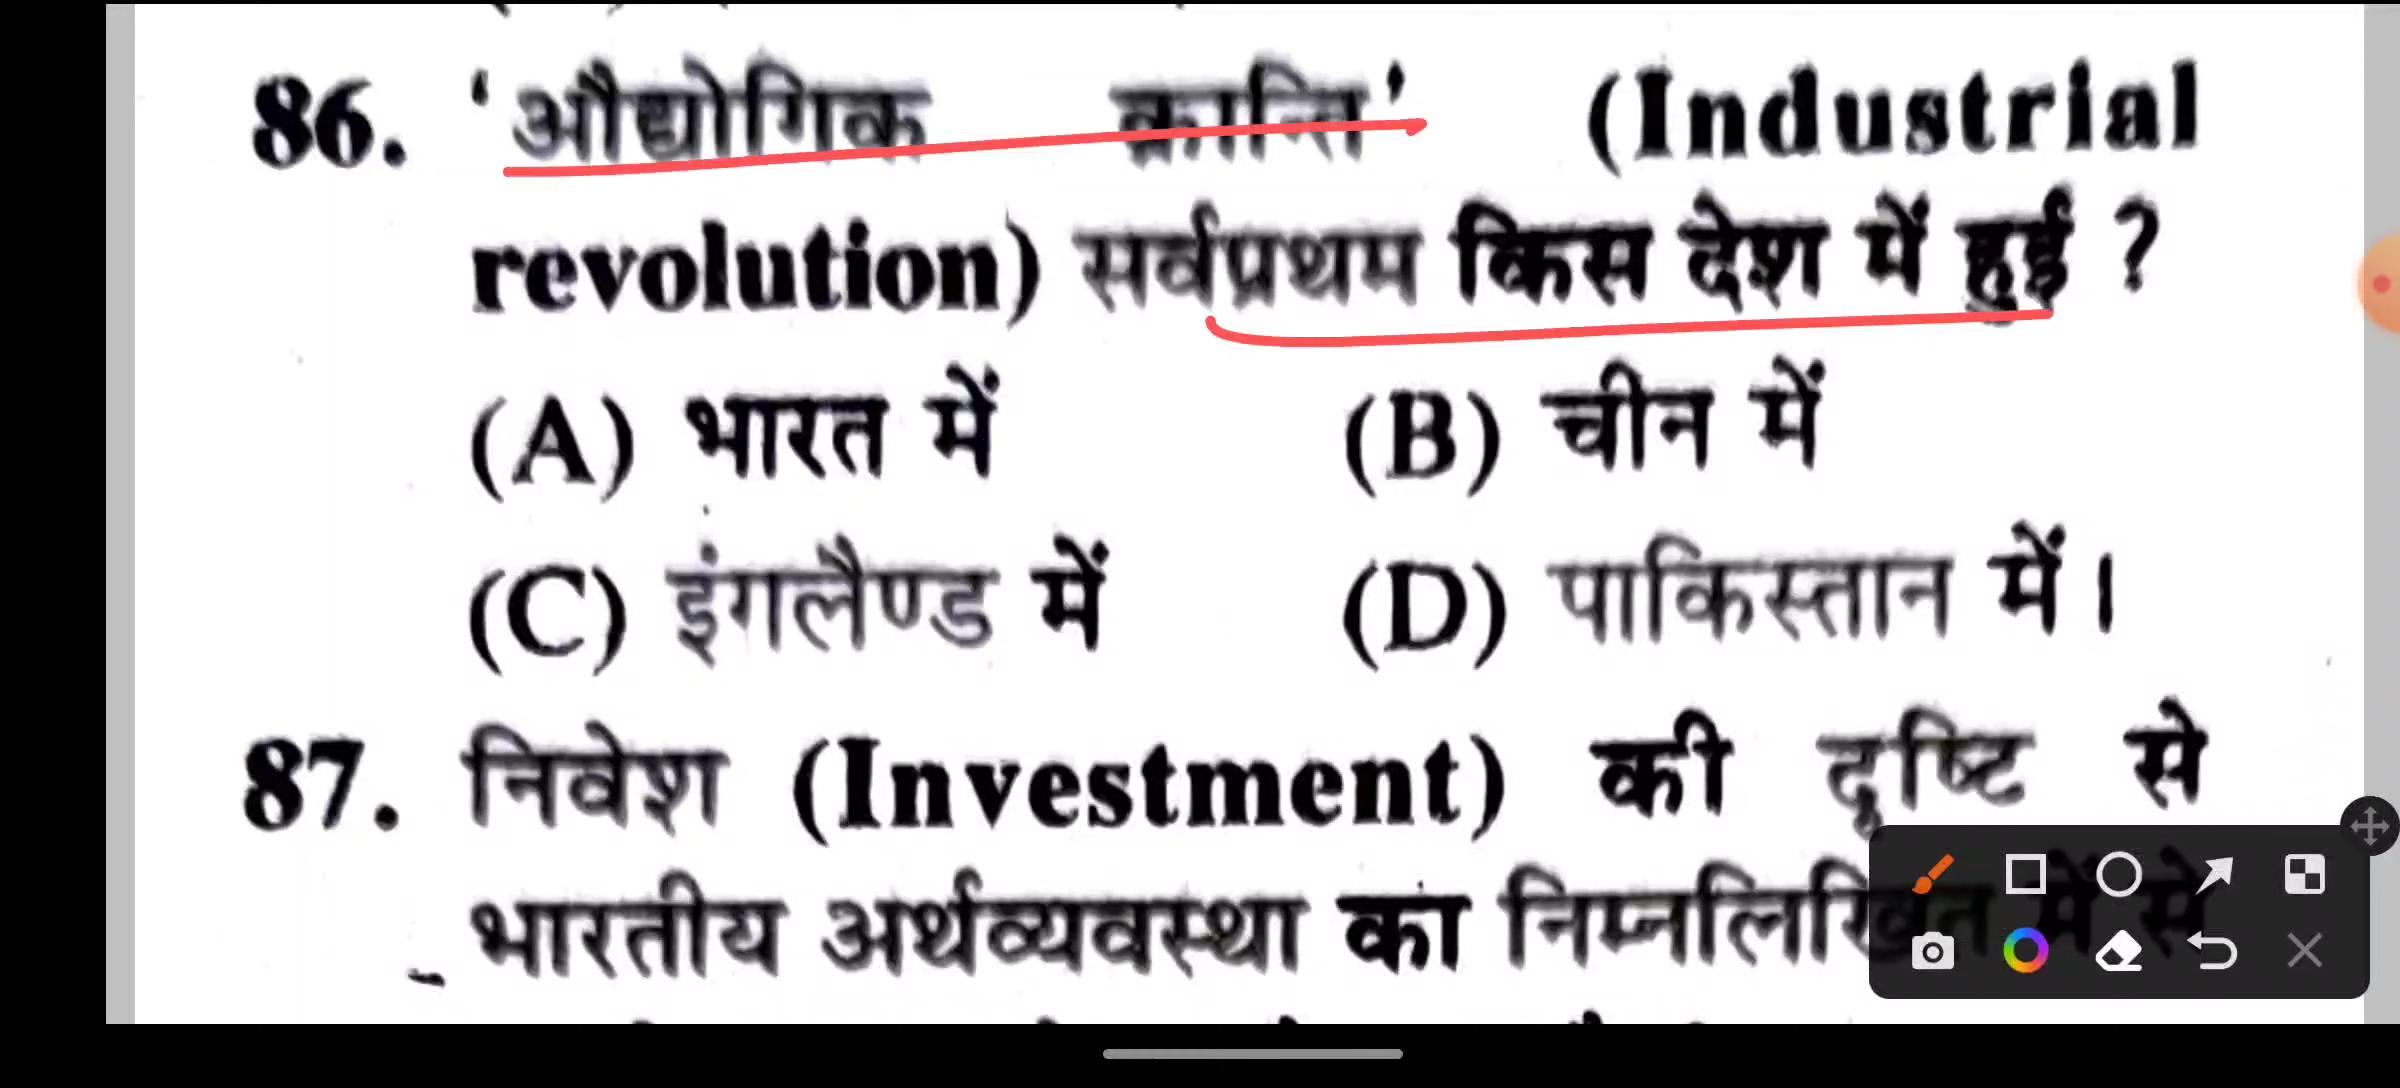 86. 'औद्योगिक क्रान्ति' (Industrial
revolution) सर्वप्रथम किस देश में हुई ?
(A) भारत में (B) चीन में
(C) इंगलैण्ड में (D) पाकिस्तान में।
87. निवेश (Investment) की दृष्टि से
भारतीय अर्थव्यवस्था का निम्नलिखित में से